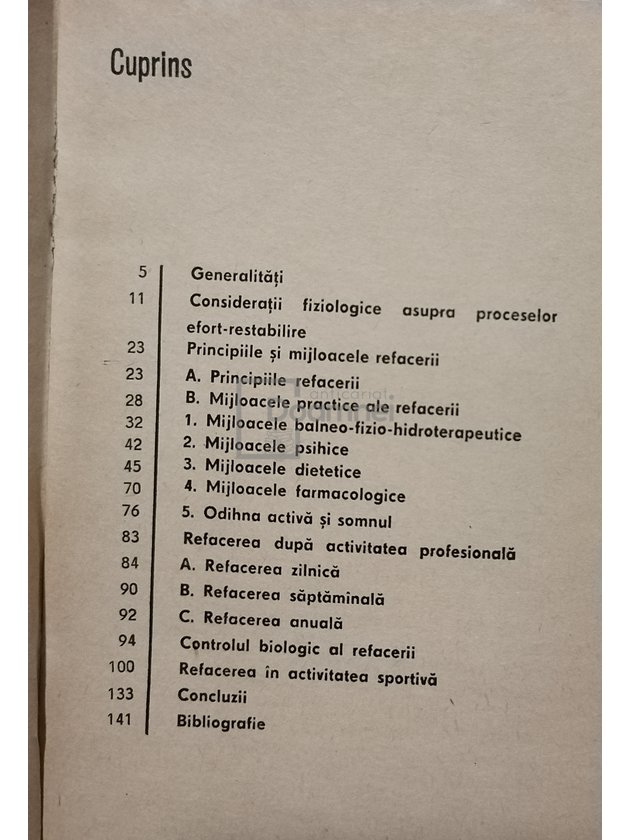 Cuprins
5 Generalități
11 Considerații fiziologice asupra proceselor
efort-restabilire
23 Principiile și mijloacele refacerii
23 A. Principiile refacerii
28 B. Mijloacele practice ale refacerii
32 1. Mijloacele balneo-fizio-hidroterapeutice
42 2. Mijloacele psihice
45 3. Mijloacele dietetice
70 4. Mijloacele farmacologice
76 5. Odihna activă și somnul
83 Refacerea după activitatea profesională
84 A. Refacerea zilnică
90 B. Refacerea săptămînală
92 C. Refacerea anuală
94 Controlul biologic al refacerii
100 Refacerea în activitatea sportivă
133 Concluzii
141 Bibliografie
anticariat